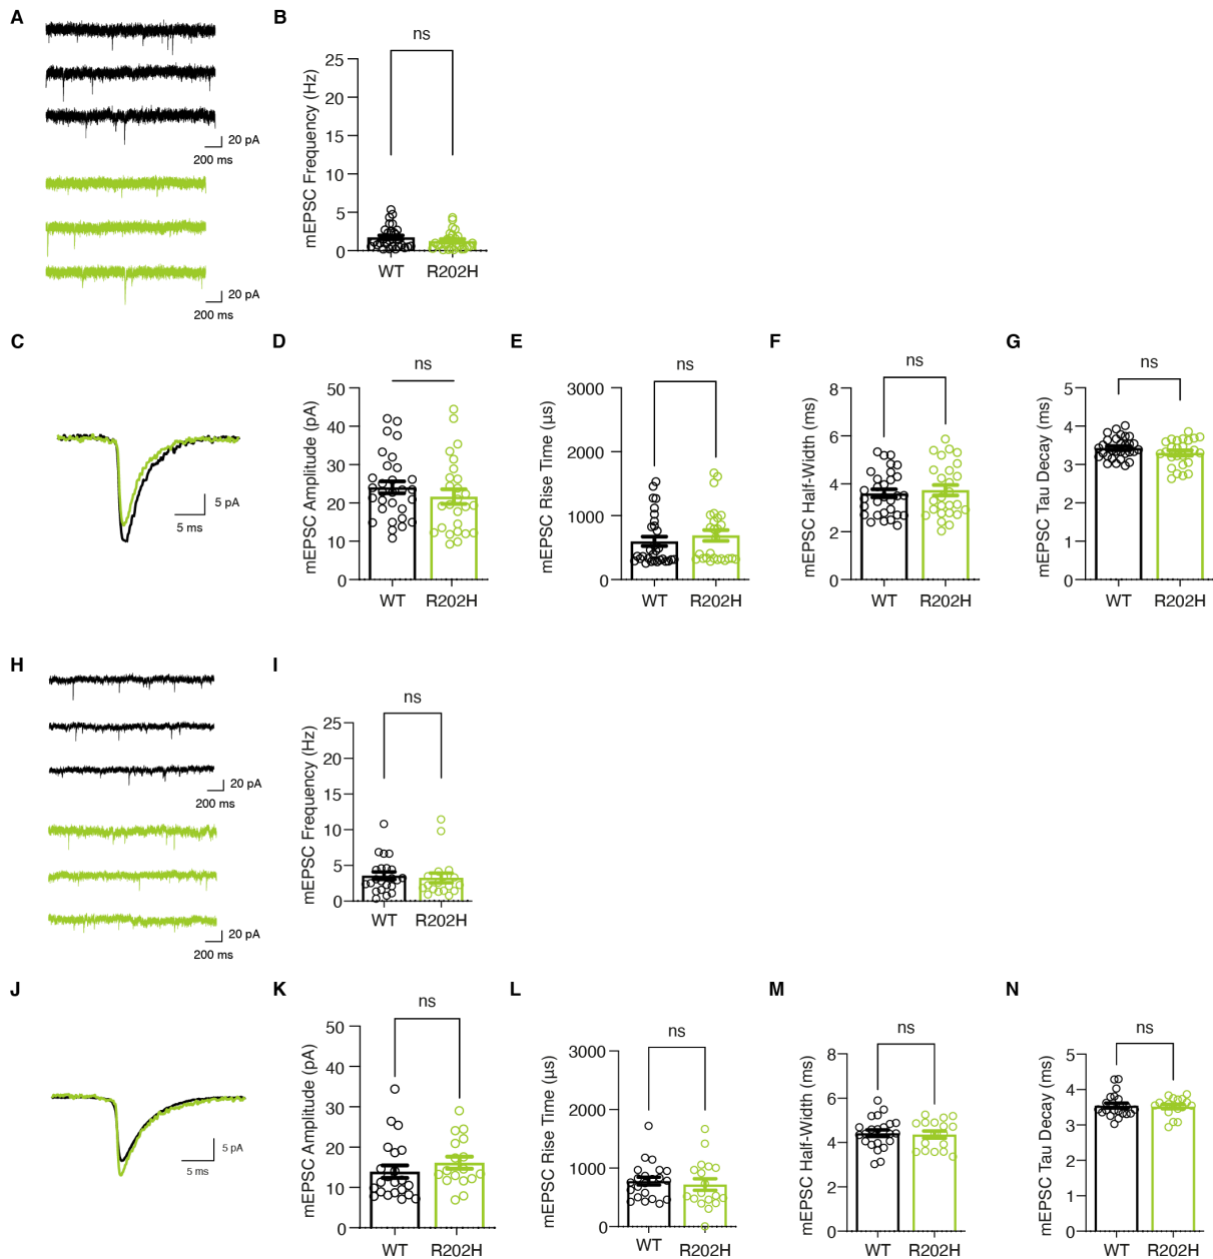 A
20 pA
200 ms
20 pA
200 ms
B
ns
mEPSC Frequency (Hz)
25
20
15
10
5
0
WT R202H
C
5 pA
5 ms
D
ns
mEPSC Amplitude (pA)
50
40
30
20
10
0
WT R202H
E
ns
mEPSC Rise Time (µs)
3000
2000
1000
0
WT R202H
F
ns
mEPSC Half-Width (ms)
8
6
4
2
0
WT R202H
G
ns
mEPSC Tau Decay (ms)
5
4
3
2
1
0
WT R202H
H
20 pA
200 ms
20 pA
200 ms
I
ns
mEPSC Frequency (Hz)
25
20
15
10
5
0
WT R202H
J
5 pA
5 ms
K
ns
mEPSC Amplitude (pA)
50
40
30
20
10
0
WT R202H
L
ns
mEPSC Rise Time (µs)
3000
2000
1000
0
WT R202H
M
ns
mEPSC Half-Width (ms)
8
6
4
2
0
WT R202H
N
ns
mEPSC Tau Decay (ms)
5
4
3
2
1
0
WT R202H